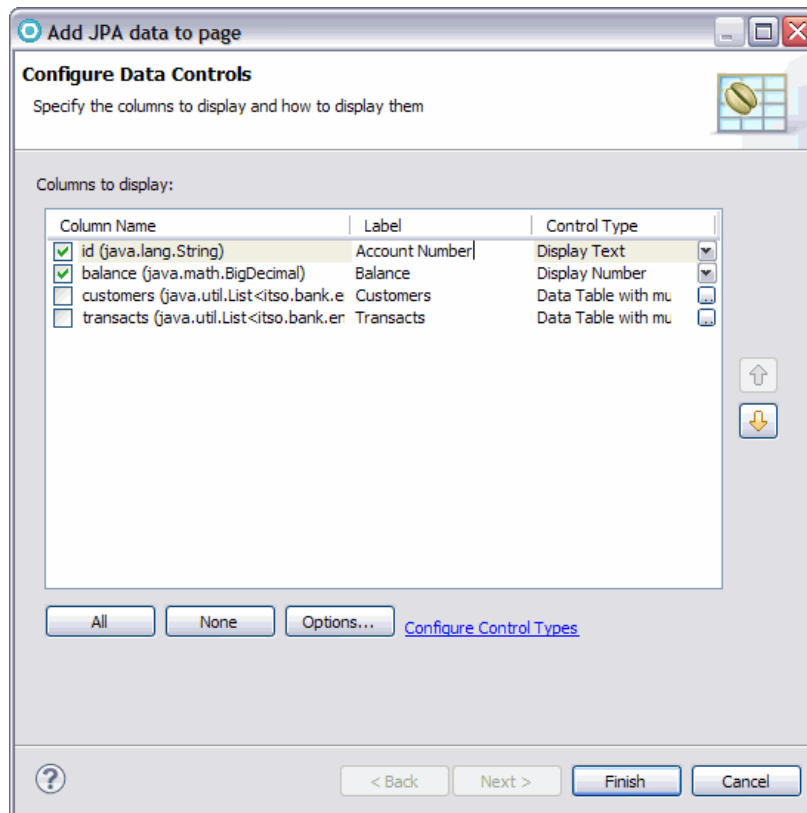 Add JPA data to page
Configure Data Controls
Specify the columns to display and how to display them
Columns to display:
Column Name Label Control Type
id (java.lang.String) Account Number Display Text
balance (java.math.BigDecimal) Balance Display Number
customers (java.util.List<itso.bank.e Customers Data Table with mu ...
transacts (java.util.List<itso.bank.en Transacts Data Table with mu ...
All None Options... Configure Control Types
? < Back Next > Finish Cancel